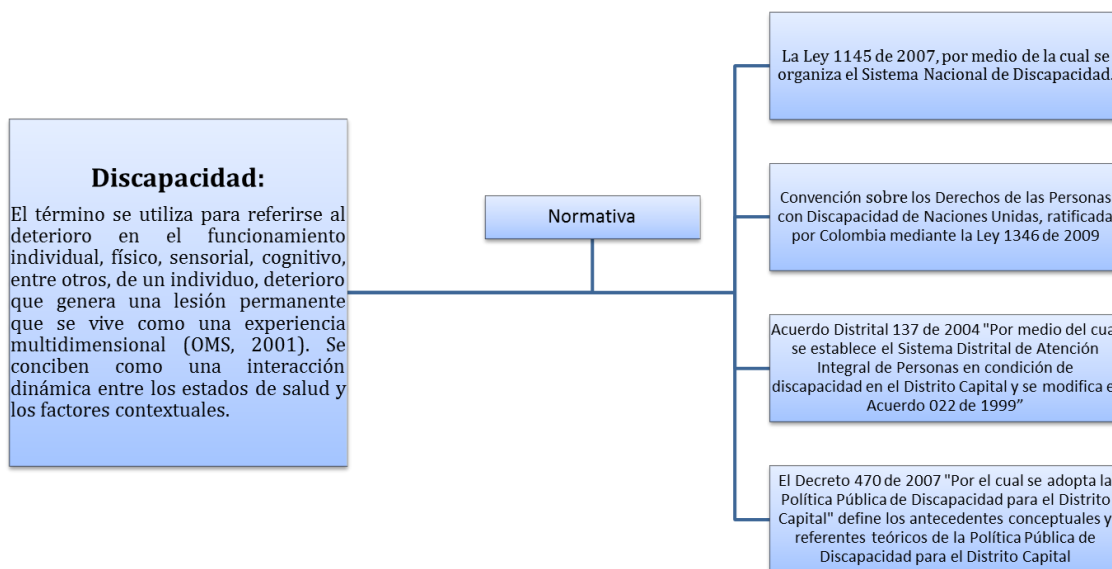 Discapacidad:
El término se utiliza para referirse al
deterioro en el funcionamiento
individual, físico, sensorial, cognitivo,
entre otros, de un individuo, deterioro
que genera una lesión permanente
que se vive como una experiencia
multidimensional (OMS, 2001). Se
conciben como una interacción
dinámica entre los estados de salud y
los factores contextuales.
Normativa
La Ley 1145 de 2007, por medio de la cual se
organiza el Sistema Nacional de Discapacidad.
Convención sobre los Derechos de las Personas
con Discapacidad de Naciones Unidas, ratificada
por Colombia mediante la Ley 1346 de 2009
Acuerdo Distrital 137 de 2004 "Por medio del cual
se establece el Sistema Distrital de Atención
Integral de Personas en condición de
discapacidad en el Distrito Capital y se modifica el
Acuerdo 022 de 1999”
El Decreto 470 de 2007 "Por el cual se adopta la
Política Pública de Discapacidad para el Distrito
Capital" define los antecedentes conceptuales y
referentes teóricos de la Política Pública de
Discapacidad para el Distrito Capital